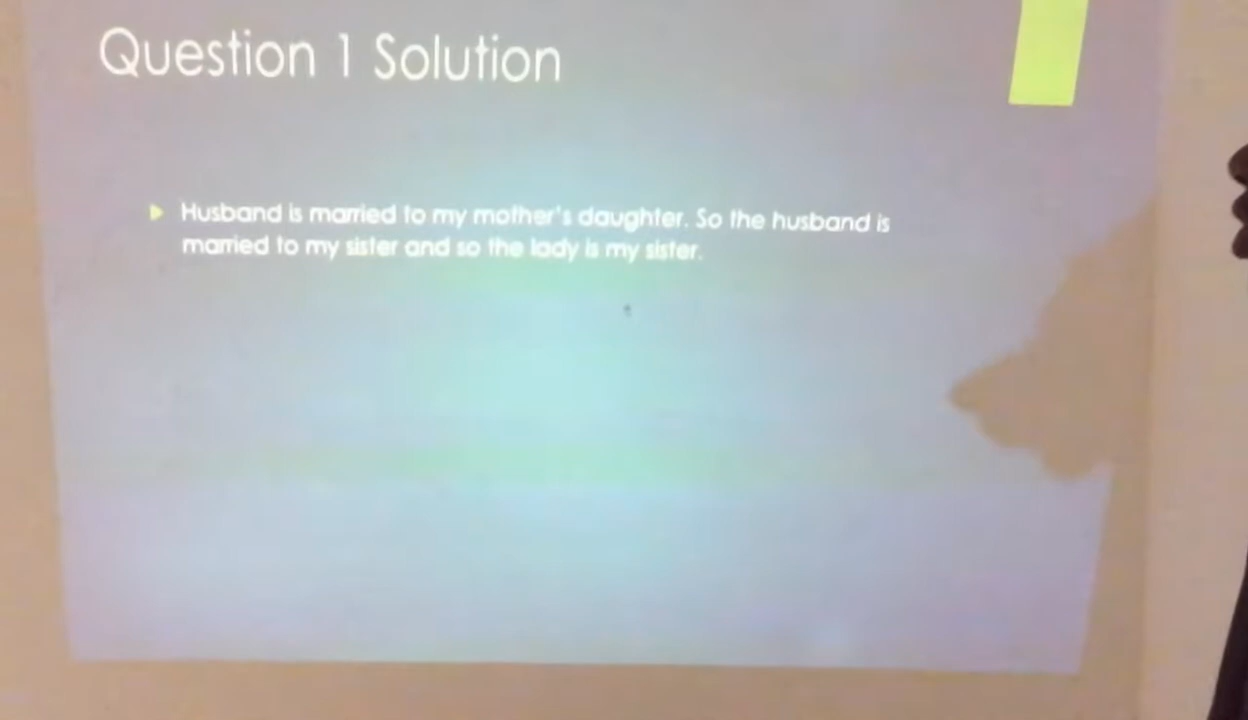 Question 1 Solution
Husband is married to my mother's daughter. So the husband is
married to my sister and so the lady is my sister.